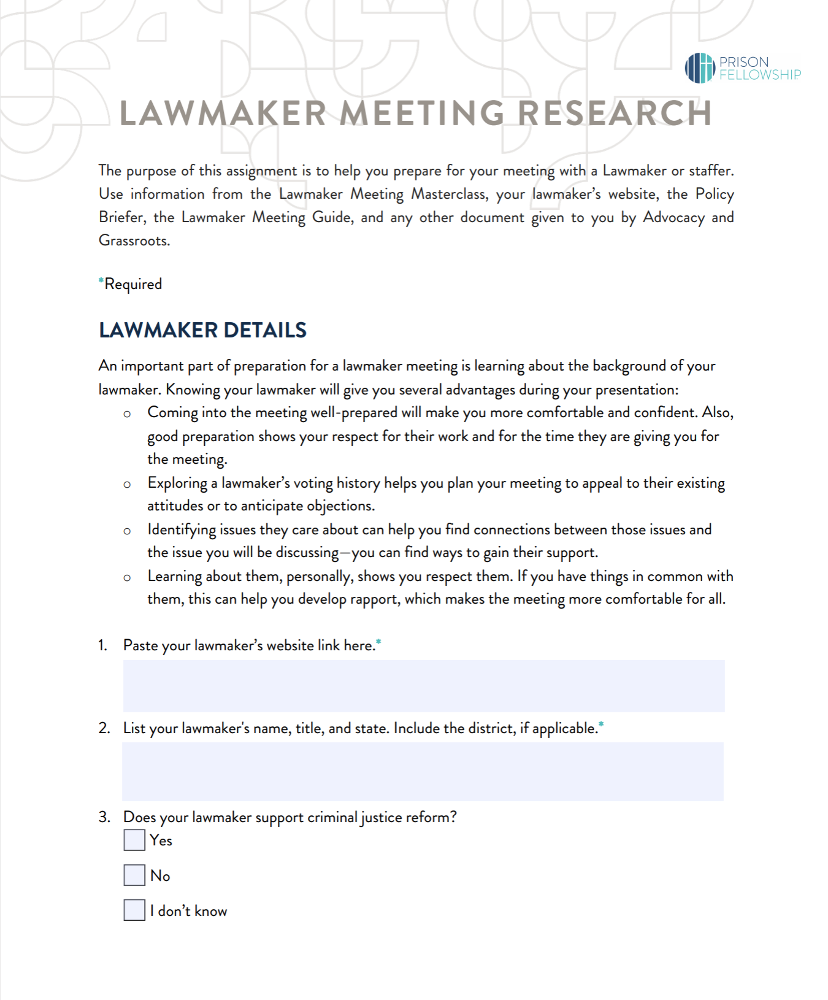 PRISON
FELLOWSHIP
LAWMAKER MEETING RESEARCH
The purpose of this assignment is to help you prepare for your meeting with a Lawmaker or staffer.
Use information from the Lawmaker Meeting Masterclass, your lawmaker’s website, the Policy
Briefer, the Lawmaker Meeting Guide, and any other document given to you by Advocacy and
Grassroots.
*Required
LAWMAKER DETAILS
An important part of preparation for a lawmaker meeting is learning about the background of your
lawmaker. Knowing your lawmaker will give you several advantages during your presentation:
○ Coming into the meeting well-prepared will make you more comfortable and confident. Also,
good preparation shows your respect for their work and for the time they are giving you for
the meeting.
○ Exploring a lawmaker’s voting history helps you plan your meeting to appeal to their existing
attitudes or to anticipate objections.
○ Identifying issues they care about can help you find connections between those issues and
the issue you will be discussing—you can find ways to gain their support.
○ Learning about them, personally, shows you respect them. If you have things in common with
them, this can help you develop rapport, which makes the meeting more comfortable for all.
1. Paste your lawmaker’s website link here.*
2. List your lawmaker's name, title, and state. Include the district, if applicable.*
3. Does your lawmaker support criminal justice reform?
Yes
No
I don’t know